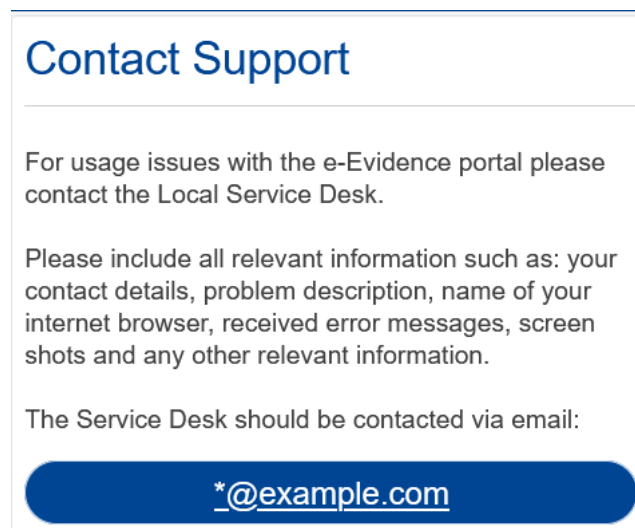 Contact Support
For usage issues with the e-Evidence portal please
contact the Local Service Desk.
Please include all relevant information such as: your
contact details, problem description, name of your
internet browser, received error messages, screen
shots and any other relevant information.
The Service Desk should be contacted via email:
*@example.com